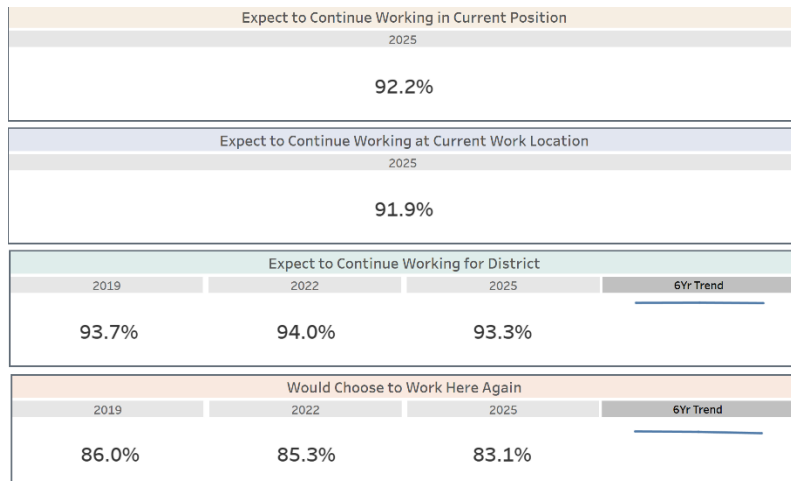 Expect to Continue Working in Current Position
2025
92.2%
Expect to Continue Working at Current Work Location
2025
91.9%
Expect to Continue Working for District
2019 2022 2025 6Yr Trend
93.7% 94.0% 93.3%
Would Choose to Work Here Again
2019 2022 2025 6Yr Trend
86.0% 85.3% 83.1%